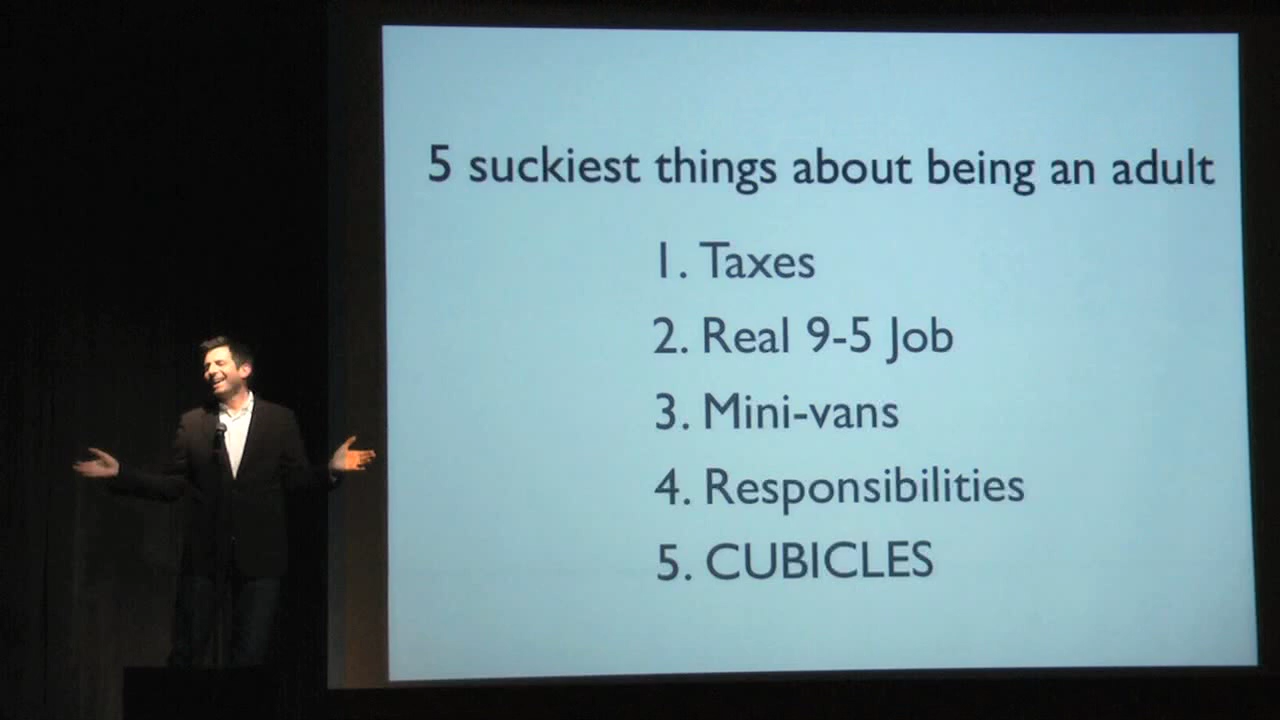 5 suckiest things about being an adult
1. Taxes
2. Real 9-5 Job
3. Mini-vans
4. Responsibilities
5. CUBICLES